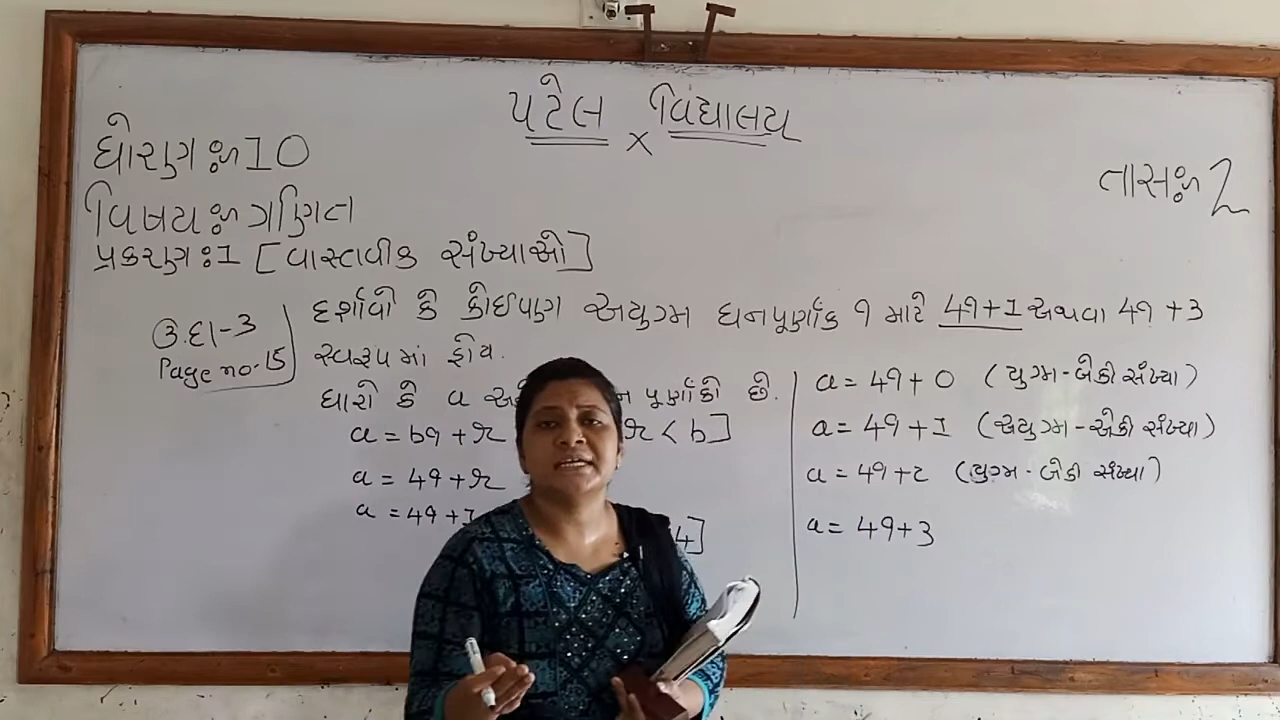 પટેલ × વિદ્યાલય
ધોરણ ઃ 10
તાસ ઃ 2
વિષય ઃ ગણિત
પ્રકરણ : 1 [વાસ્તવીક સંખ્યાઓ]
ઉ.દા-3
Page no. 15
દર્શાવો કે કોઈપણ અયુગ્મ ઘનપૂર્ણાંક q માટે 4q+1 અથવા 4q+3
સ્વરૂપમાં હોય.
ધારો કે a પૂર્ણાંકો છે.
a = bq + r r < b]
a = 4q + r
a = 4q + 1
4]
a = 4q + 0 (યુગ્મ - બેકી સંખ્યા)
a = 4q + 1 (અયુગ્મ - એકી સંખ્યા)
a = 4q + 2 (યુગ્મ - બેકી સંખ્યા)
a = 4q + 3